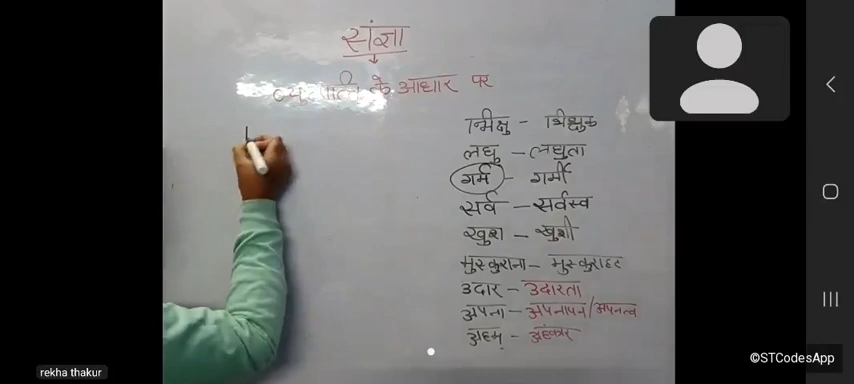 संज्ञा
व्युत्पत्ति के आधार पर
भिक्षु - भिक्षुक
लघु - लघुता
गर्म - गर्मी
सर्व - सर्वस्व
खुश - खुशी
मुस्कुराना - मुस्कुराहट
उदार - उदारता
अपना - अपनापन/अपनत्व
अहम् - अहंकार
rekha thakur
©STCodesApp